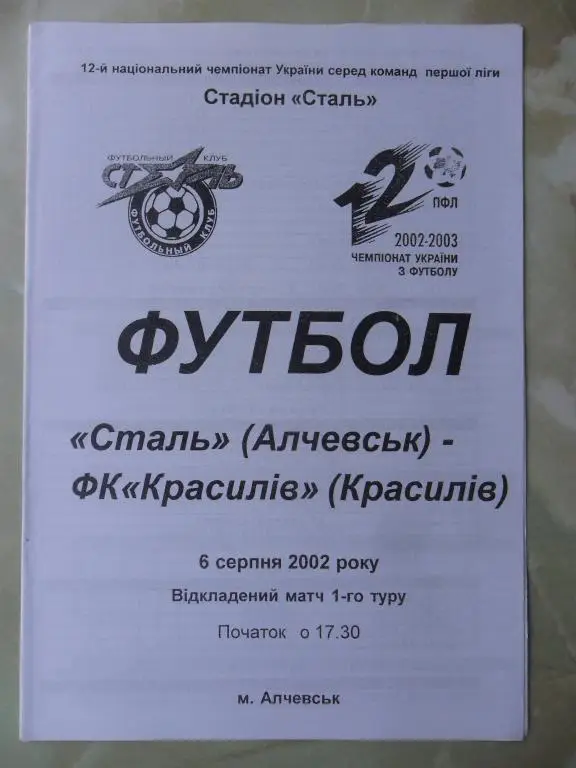 12-й національний чемпіонат України серед команд першої ліги
Стадіон «Сталь»
ФУТБОЛЬНЫЙ КЛУБ
СТАЛЬ
ФУТБОЛЬНЫЙ КЛУБ
12
ПФЛ
2002-2003
ЧЕМПІОНАТ УКРАЇНИ
З ФУТБОЛУ
ФУТБОЛ
«Сталь» (Алчевськ) -
ФК«Красилів» (Красилів)
6 серпня 2002 року
Відкладений матч 1-го туру
Початок о 17.30
м. Алчевськ